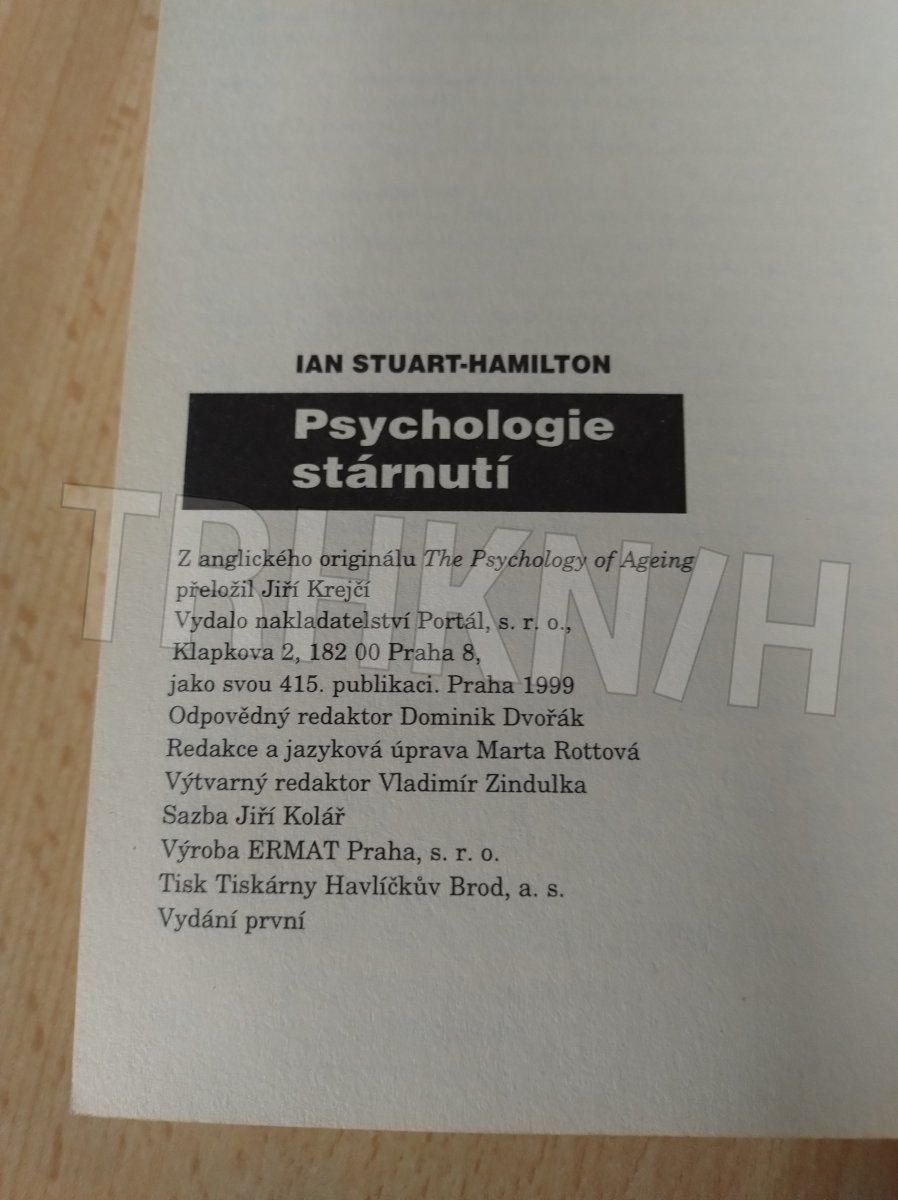 IAN STUART-HAMILTON
Psychologie
stárnutí
Z anglického originálu The Psychology of Ageing
přeložil Jiří Krejčí
Vydalo nakladatelství Portál, s. r. o.,
Klapkova 2, 182 00 Praha 8,
jako svou 415. publikaci. Praha 1999
Odpovědný redaktor Dominik Dvořák
Redakce a jazyková úprava Marta Rottová
Výtvarný redaktor Vladimír Zindulka
Sazba Jiří Kolář
Výroba ERMAT Praha, s. r. o.
Tisk Tiskárny Havlíčkův Brod, a. s.
Vydání první
TRHKN/H